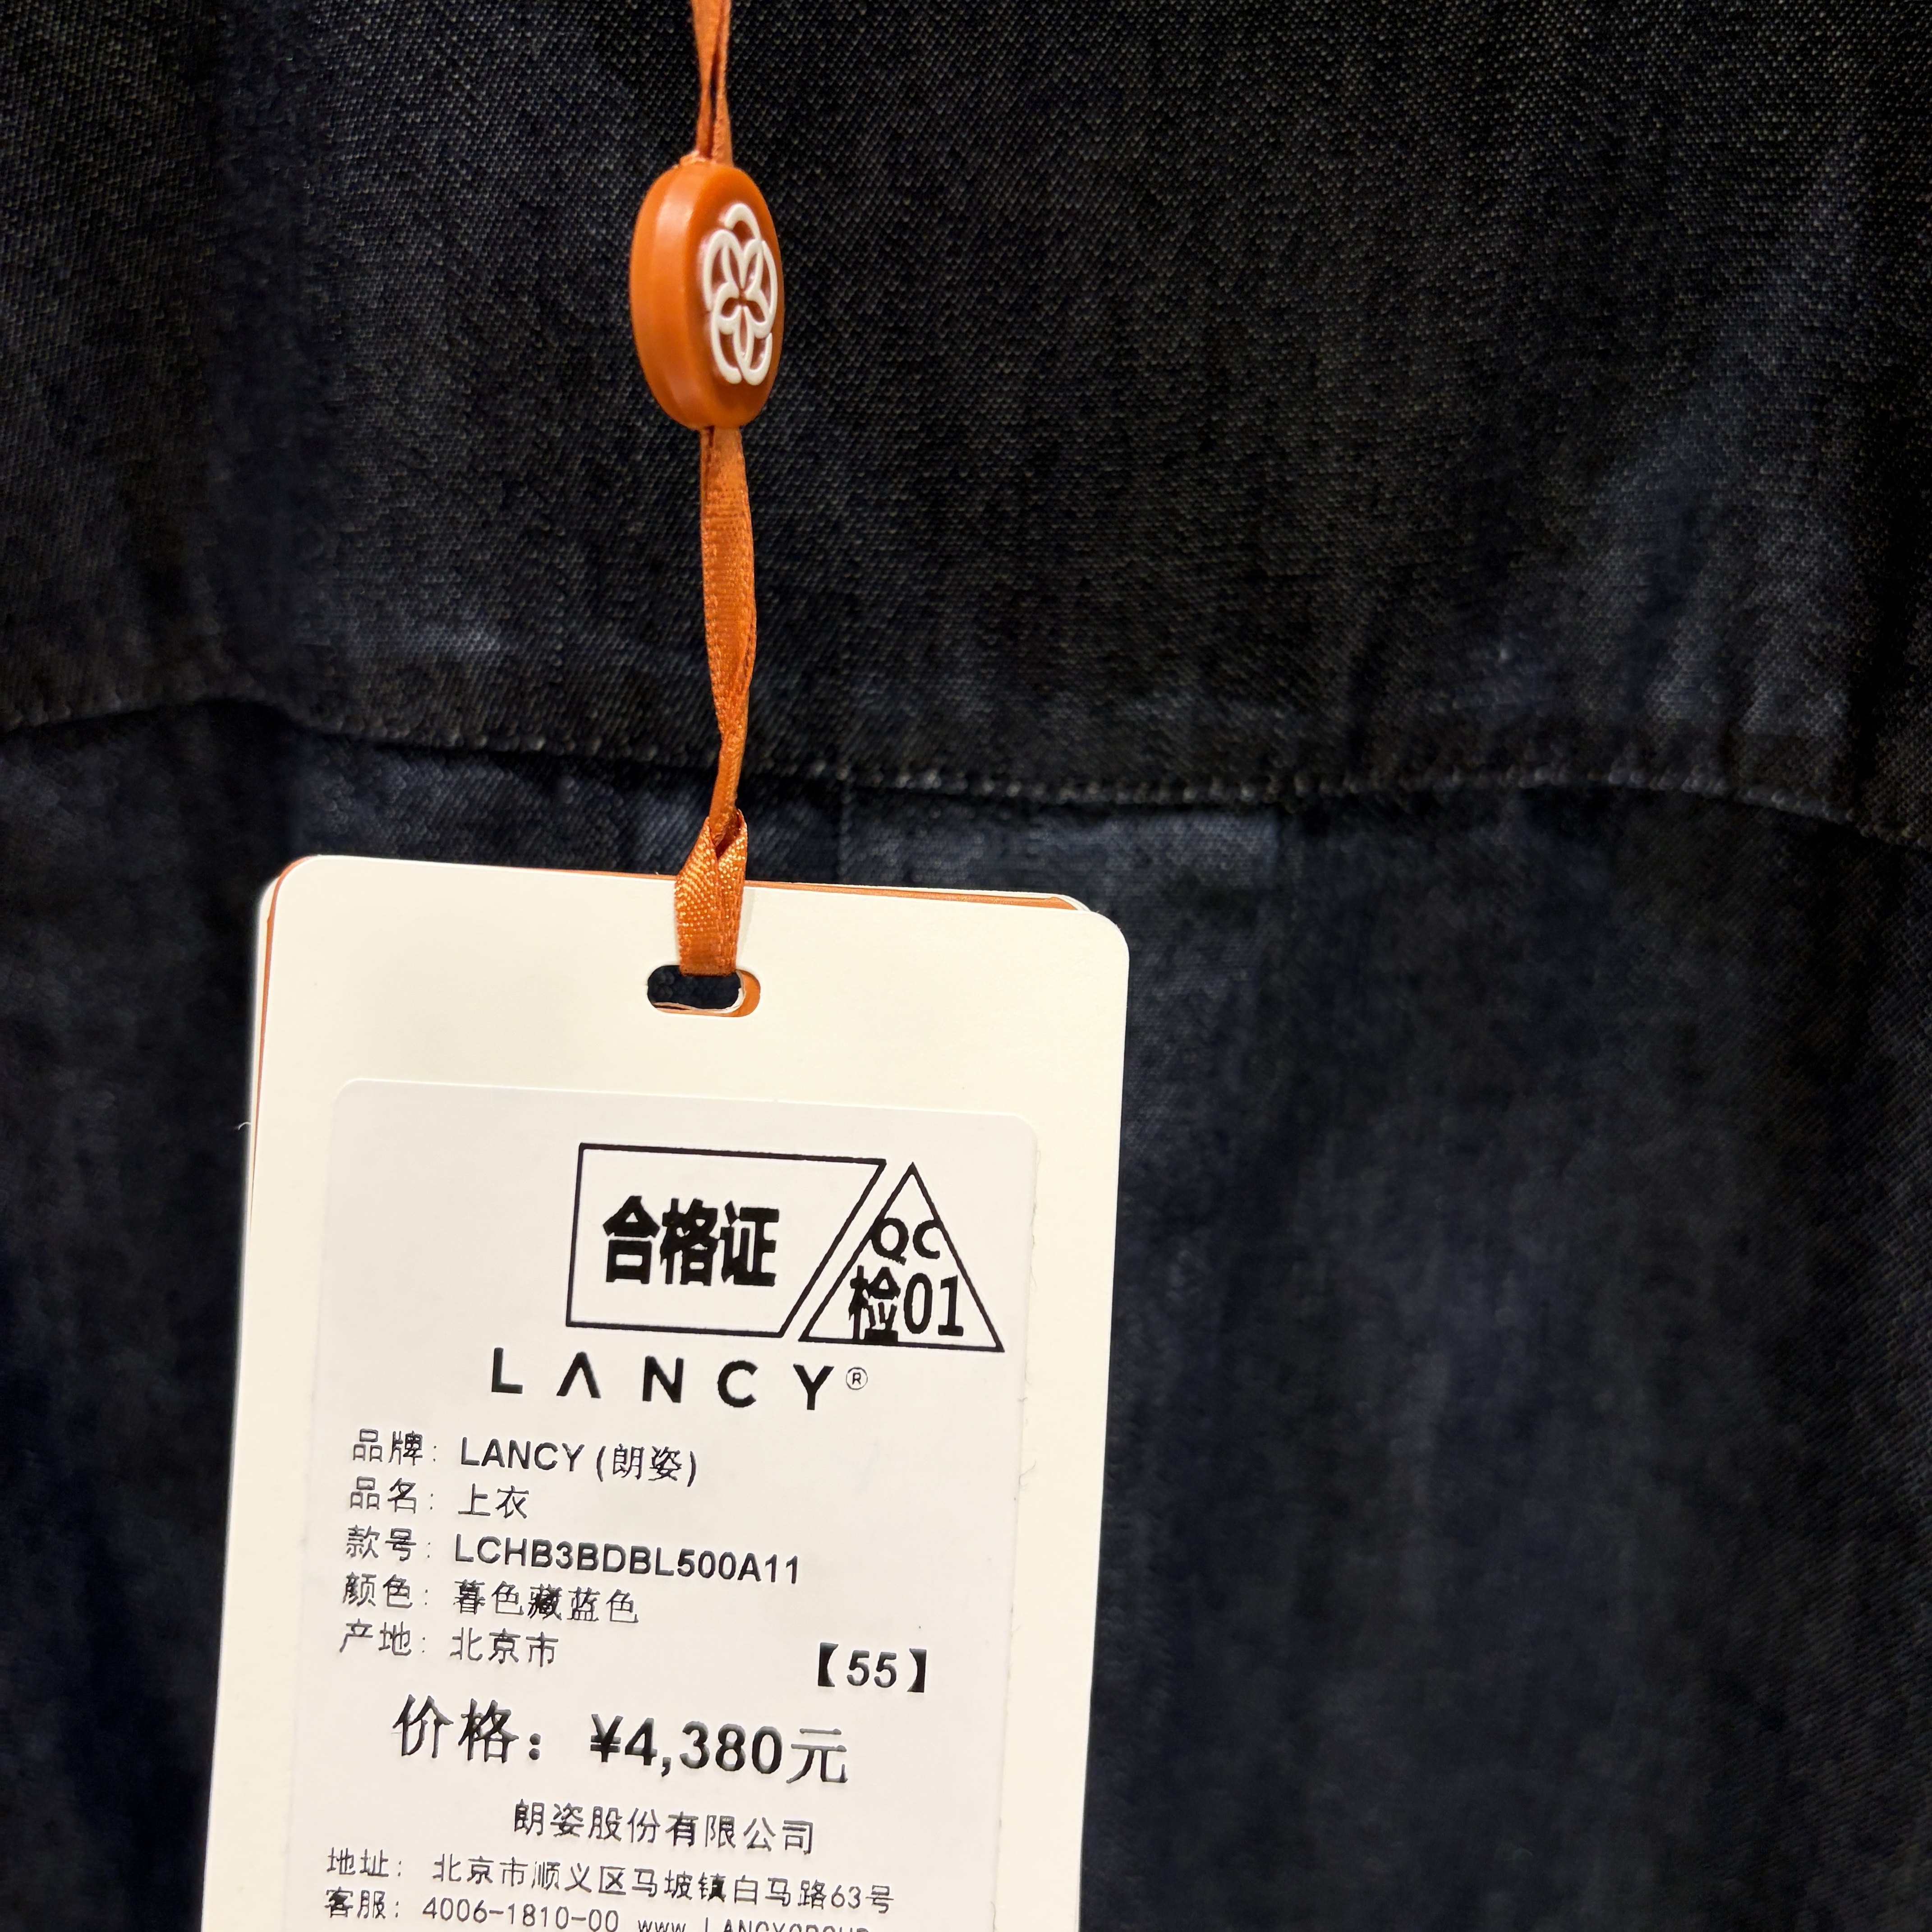 合格证
QC
检01
LANCY®
品牌: LANCY (朗姿)
品名: 上衣
款号: LCHB3BDBL500A11
颜色: 暮色藏蓝色
产地: 北京市
【55】
价格: ¥4,380元
朗姿股份有限公司
地址: 北京市顺义区马坡镇白马路63号
客服: 4006-1810-00